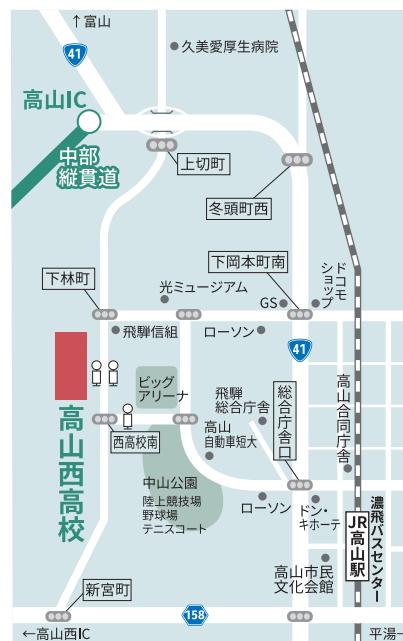 ↑富山
久美愛厚生病院
41
高山IC
中部
縦貫道
上切町
冬頭町西
下林町
光ミュージアム
下岡本町南
GS
ドコモ
ショップ
飛騨信組
ローソン
41
ビッグ
アリーナ
飛騨
総合庁舎
総合庁舎口
高山合同庁舎
高山西高校
西高校南
高山
自動車短大
中山公園
陸上競技場
野球場
テニスコート
ローソン
ドン・
キホーテ
濃飛バスセンター
JR高山駅
高山市民
文化会館
新宮町
158
←高山西IC
平湯→